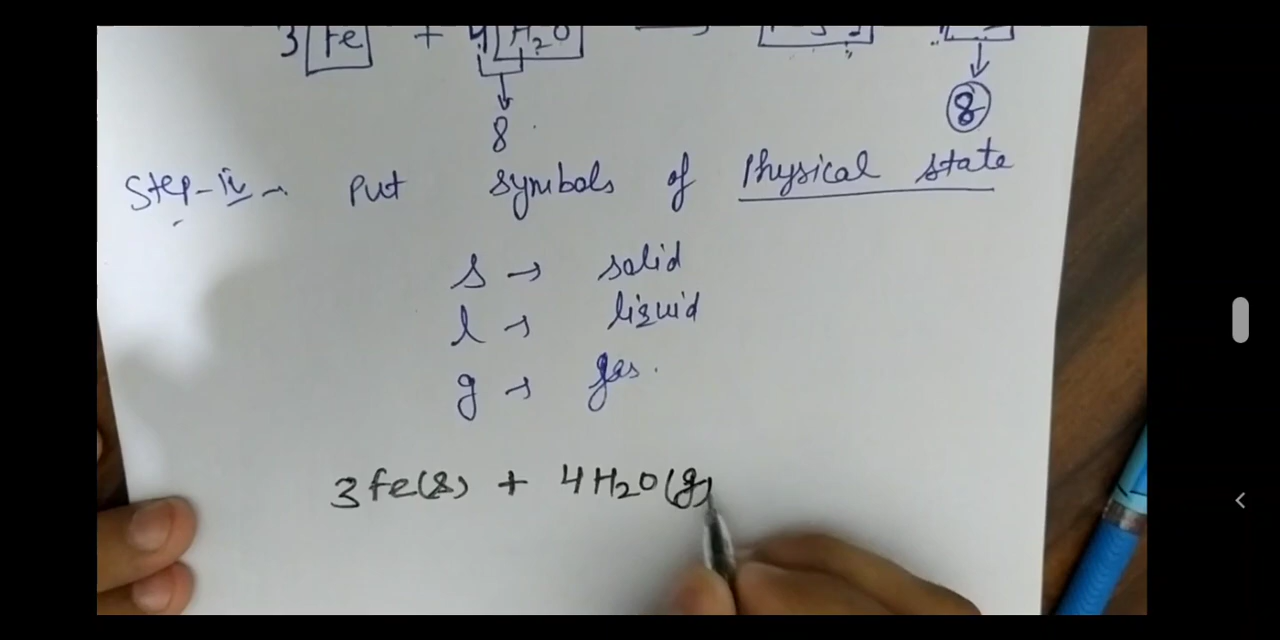 3 Fe + 4 H2O
8 8
Step-iv → Put symbols of Physical state
s → solid
l → liquid
g → gas.
3Fe(s) + 4H2O(g)